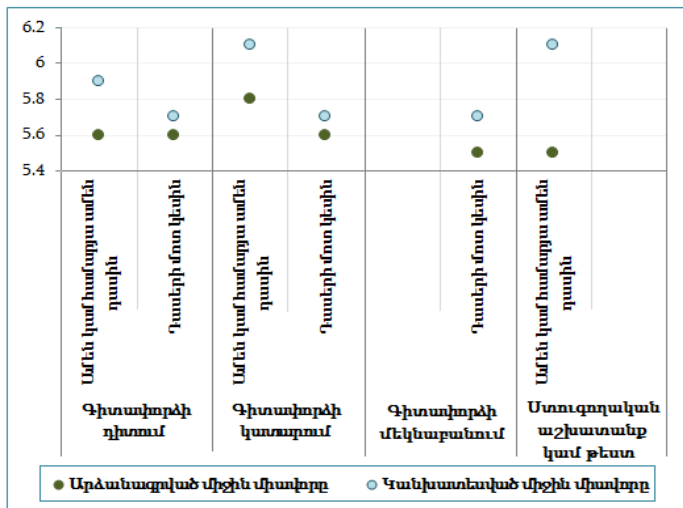 6.2
6
5.8
5.6
5.4
Ամեն կամ համարյա ամեն
դասին
Դասերի մոտ կեսին
Ամեն կամ համարյա ամեն
դասին
Դասերի մոտ կեսին
Դասերի մոտ կեսին
Ամեն կամ համարյա ամեն
դասին
Գիտափորձի
դիտում
Գիտափորձի
կատարում
Գիտափորձի
մեկնաբանում
Ստուգողական
աշխատանք
կամ թեստ
Արձանագրված միջին միավորը
Կանխատեսված միջին միավորը